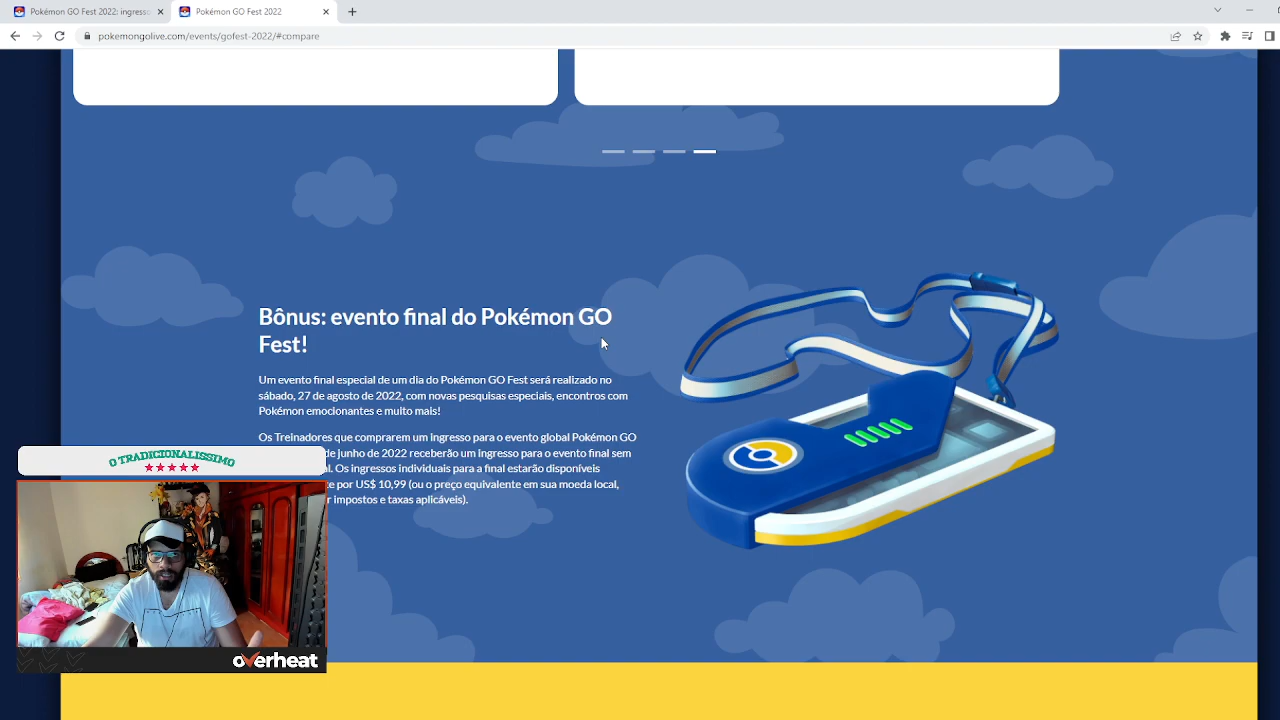 Pokémon GO Fest 2022: ingresso
Pokémon GO Fest 2022
pokemongolive.com/events/gofest-2022/#compare
Bônus: evento final do Pokémon GO
Fest!
Um evento final especial de um dia do Pokémon GO Fest será realizado no
sábado, 27 de agosto de 2022, com novas pesquisas especiais, encontros com
Pokémon emocionantes e muito mais!
Os Treinadores que comprarem um ingresso para o evento global Pokémon GO
de junho de 2022 receberão um ingresso para o evento final sem
Os ingressos individuais para a final estarão disponíveis
por US$ 10,99 (ou o preço equivalente em sua moeda local,
impostos e taxas aplicáveis).
O TRADICIONALISSIMO
overheat